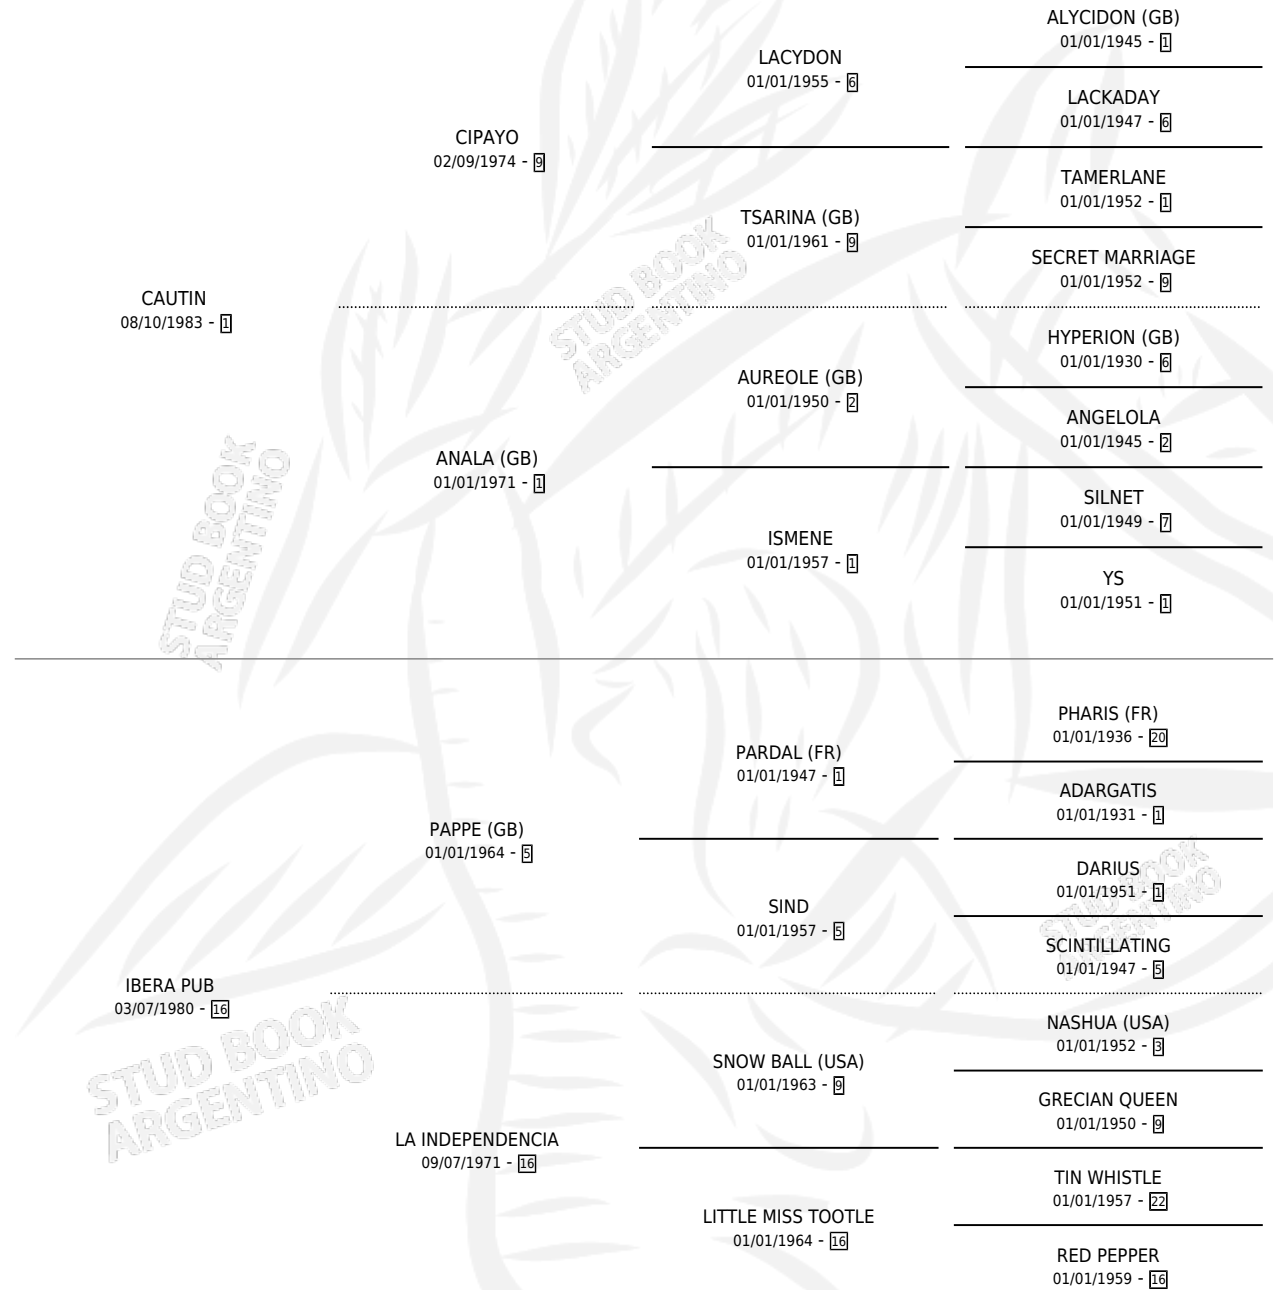 ALYCIDON (GB)
01/01/1945 - 1
LACYDON
01/01/1955 - 6
LACKADAY
01/01/1947 - 6
CIPAYO
02/09/1974 - 9
TAMERLANE
01/01/1952 - 1
TSARINA (GB)
01/01/1961 - 9
SECRET MARRIAGE
01/01/1952 - 9
CAUTIN
08/10/1983 - 1
HYPERION (GB)
01/01/1930 - 6
AUREOLE (GB)
01/01/1950 - 2
ANGELOLA
01/01/1945 - 2
ANALA (GB)
01/01/1971 - 1
SILNET
01/01/1949 - 7
ISMENE
01/01/1957 - 1
YS
01/01/1951 - 1
PHARIS (FR)
01/01/1936 - 20
PARDAL (FR)
01/01/1947 - 1
ADARGATIS
01/01/1931 - 1
PAPPE (GB)
01/01/1964 - 5
DARIUS
01/01/1951 - 1
SIND
01/01/1957 - 5
SCINTILLATING
01/01/1947 - 5
IBERA PUB
03/07/1980 - 16
NASHUA (USA)
01/01/1952 - 3
SNOW BALL (USA)
01/01/1963 - 9
GRECIAN QUEEN
01/01/1950 - 9
LA INDEPENDENCIA
09/07/1971 - 16
TIN WHISTLE
01/01/1957 - 22
LITTLE MISS TOOTLE
01/01/1964 - 16
RED PEPPER
01/01/1959 - 16
STUD BOOK
ARGENTINO
STUD BOOK
ARGENTINO
STUD BOOK
ARGENTINO
STUD BOOK
ARGENTINO